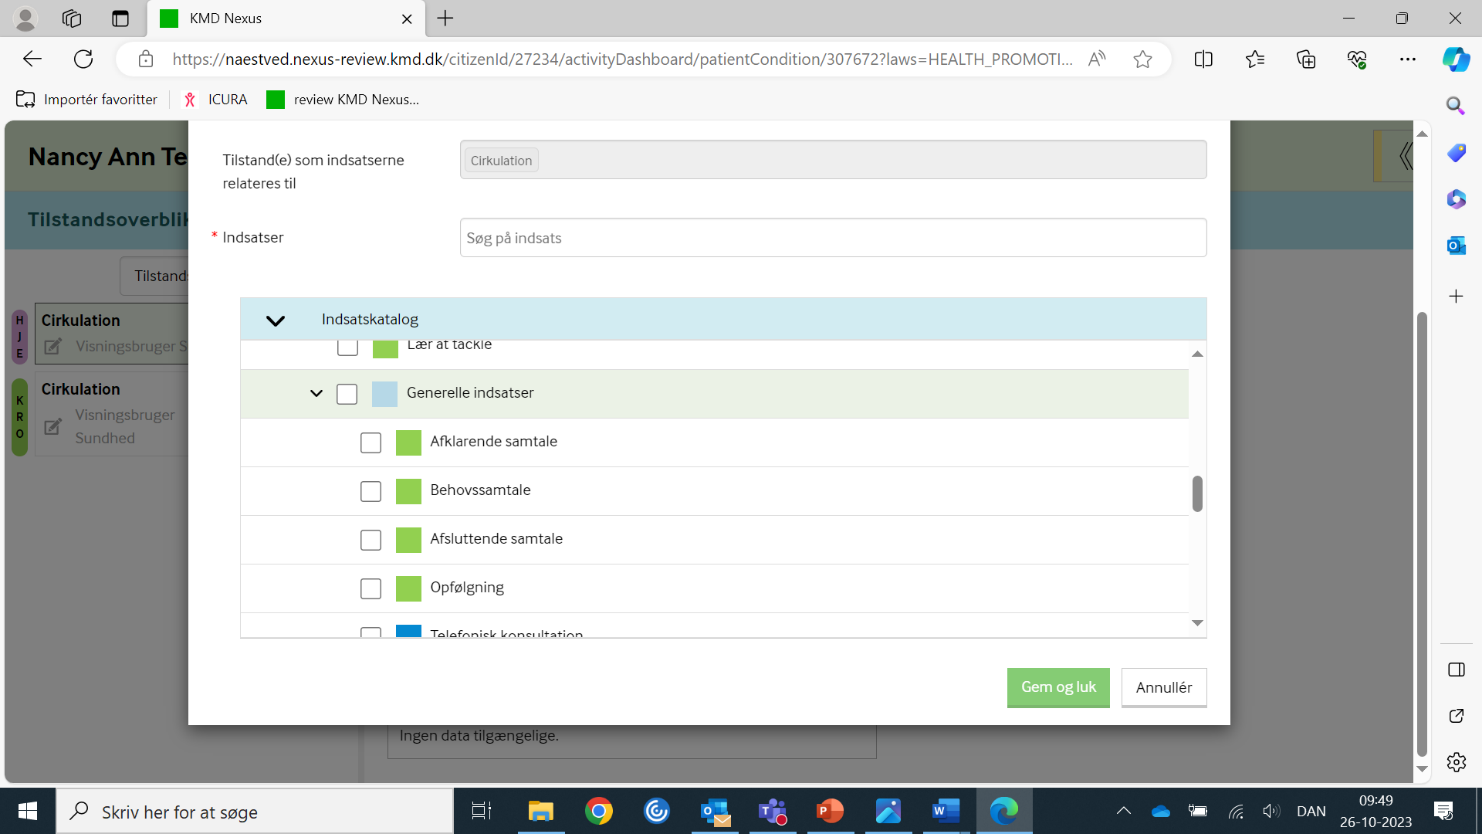 KMD Nexus
https://naestved.nexus-review.kmd.dk/citizenId/27234/activityDashboard/patientCondition/307672?laws=HEALTH_PROMOTI...
Importér favoritter
ICURA
review KMD Nexus...
Nancy Ann Te
Tilstandsoverblik
Tilstands
HJE
Cirkulation
Visningsbruger S
KRO
Cirkulation
Visningsbruger
Sundhed
Tilstand(e) som indsatserne
relateres til
Cirkulation
* Indsatser
Søg på indsats
Indsatskatalog
Lær at tackle
Generelle indsatser
Afklarende samtale
Behovssamtale
Afsluttende samtale
Opfølgning
Telefonisk konsultation
Gem og luk
Annullér
Ingen data tilgængelige.
Skriv her for at søge
DAN
09:49
26-10-2023